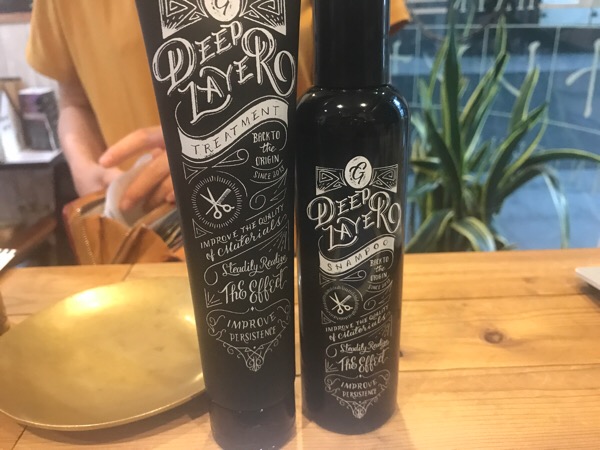 G
DEEP
LAYER
TREATMENT
BACK TO
the
ORIGIN
SINCE 2013
IMPROVE THE QUALITY
of Materials
Steadily Realize
THE Effect
IMPROVE
PERSISTENCE
G
DEEP
LAYER
SHAMPOO
BACK TO
the
ORIGIN
SINCE 2013
IMPROVE THE QUALITY
of Materials
Steadily Realize
THE Effect
IMPROVE
PERSISTENCE